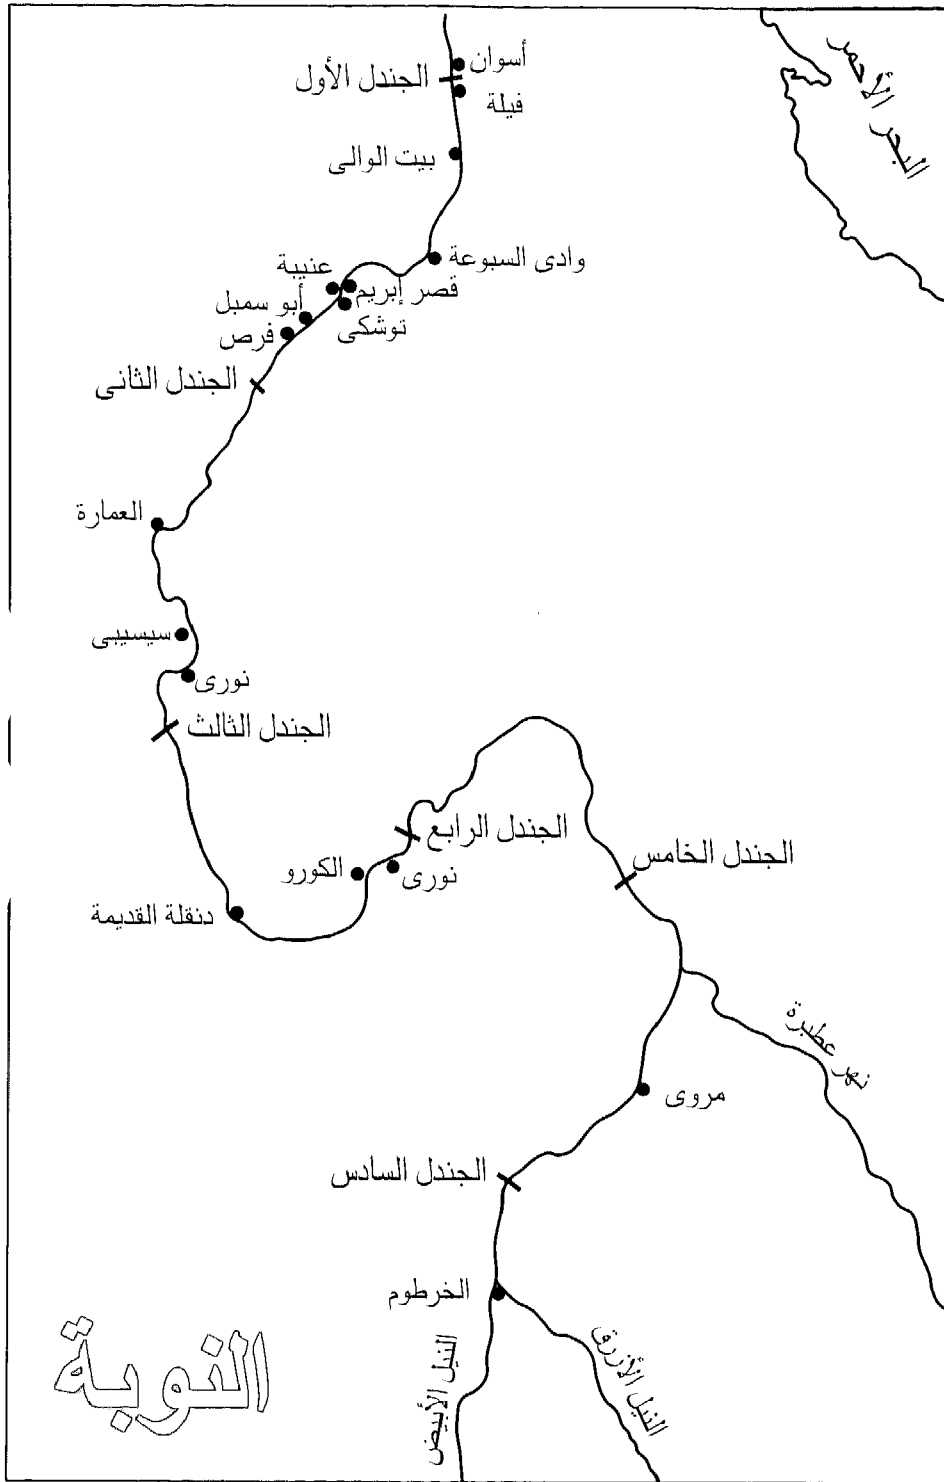 أسوان
الجندل الأول
فيلة
بيت الوالى
البحر الأحمر
وادى السبوعة
عنيبة
قصر إبريم
أبو سمبل
توشكى
فرص
الجندل الثانى
العمارة
سيسيبى
نورى
الجندل الثالث
الجندل الرابع
الجندل الخامس
الكورو
نورى
دنقلة القديمة
نهر عطبرة
مروى
الجندل السادس
الخرطوم
النيل الأزرق
النيل الأبيض
النوبة